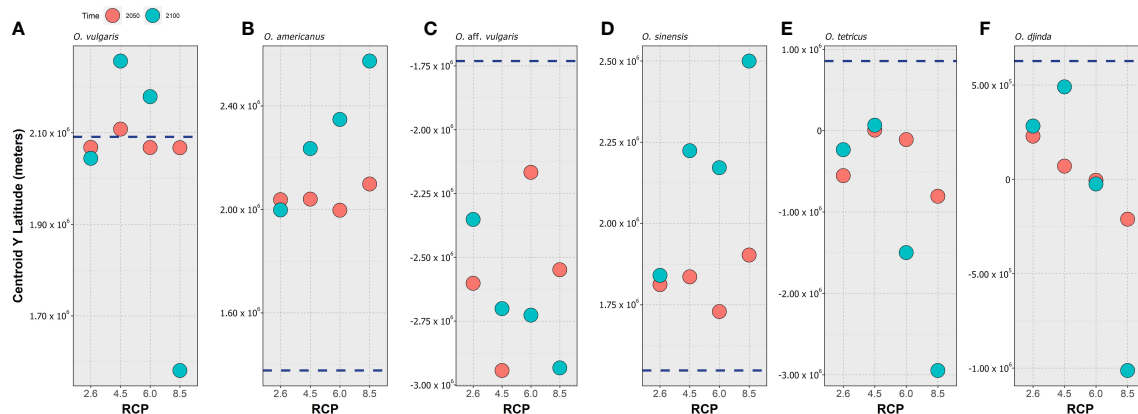 Time 2050 2100
A B C D E F
O. vulgaris O. americanus O. aff. vulgaris O. sinensis O. tetricus O. djinda
Centroid Y Latitude (meters)
2.10 x 10⁶
1.90 x 10⁶
1.70 x 10⁶
2.6 4.5 6.0 8.5
RCP
2.40 x 10⁶
2.00 x 10⁶
1.60 x 10⁶
2.6 4.5 6.0 8.5
RCP
-1.75 x 10⁶
-2.00 x 10⁶
-2.25 x 10⁶
-2.50 x 10⁶
-2.75 x 10⁶
-3.00 x 10⁶
2.6 4.5 6.0 8.5
RCP
2.50 x 10⁶
2.25 x 10⁶
2.00 x 10⁶
1.75 x 10⁶
2.6 4.5 6.0 8.5
RCP
1.00 x 10⁶
0
-1.00 x 10⁶
-2.00 x 10⁶
-3.00 x 10⁶
2.6 4.5 6.0 8.5
RCP
5.00 x 10⁵
0
-5.00 x 10⁵
-1.00 x 10⁶
2.6 4.5 6.0 8.5
RCP